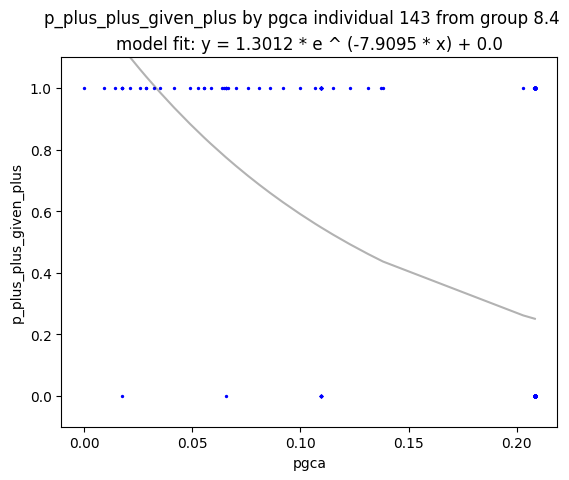 p_plus_plus_given_plus by pgca individual 143 from group 8.4
model fit: y = 1.3012 * e ^ (-7.9095 * x) + 0.0
1.0
0.8
0.6
0.4
0.2
0.0
p_plus_plus_given_plus
0.00 0.05 0.10 0.15 0.20
pgca